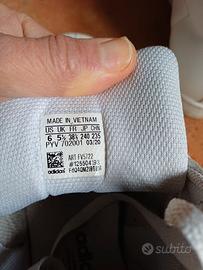 MADE IN VIETNAM
US UK FR JP CHN
6 5½ 38⅔ 240 235
PYV 702001 03/20
ART FV5722
adidas
subito